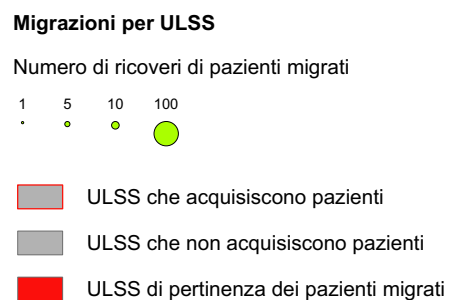 Migrazioni per ULSS
Numero di ricoveri di pazienti migrati
1 5 10 100
ULSS che acquisiscono pazienti
ULSS che non acquisiscono pazienti
ULSS di pertinenza dei pazienti migrati